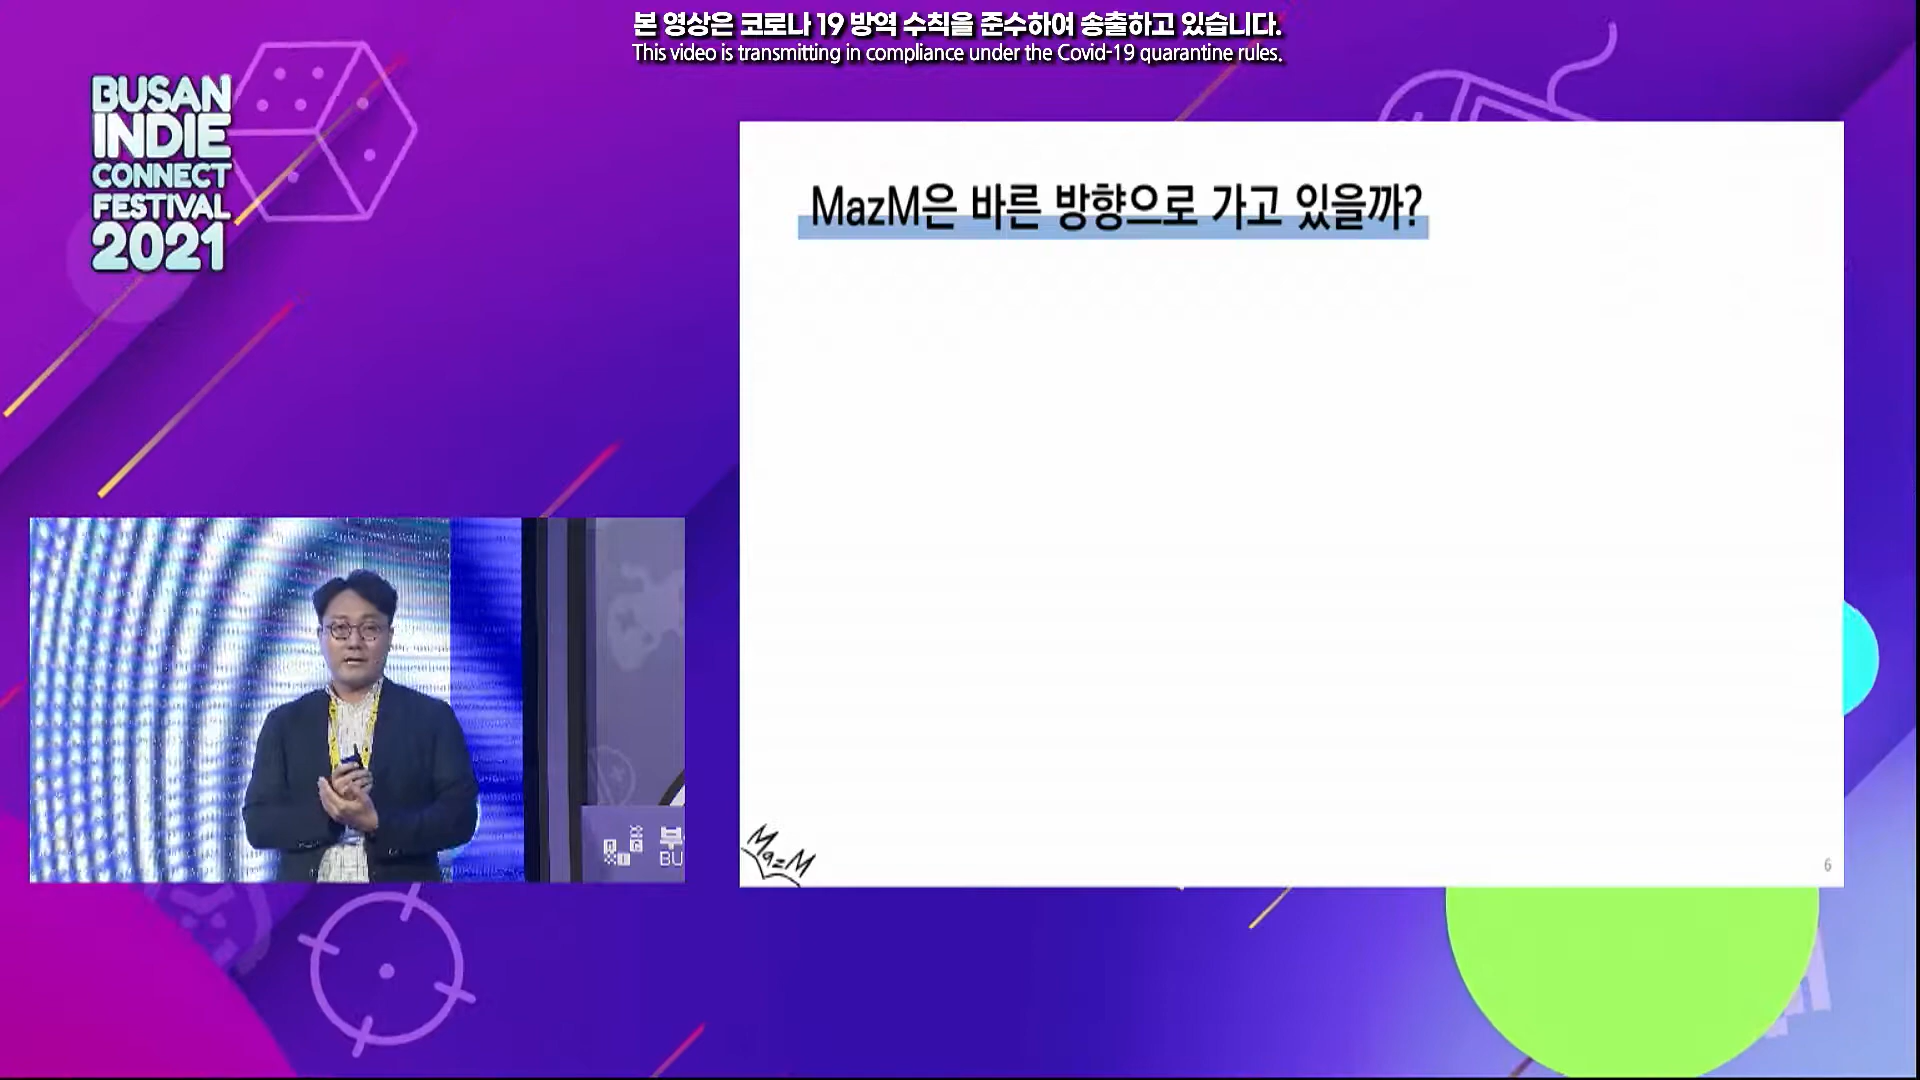 본 영상은 코로나 19 방역 수칙을 준수하여 송출하고 있습니다.
This video is transmitting in compliance under the Covid-19 quarantine rules.
BUSAN
INDIE
CONNECT
FESTIVAL
2021
MazM은 바른 방향으로 가고 있을까?
부
BU
MazM
6